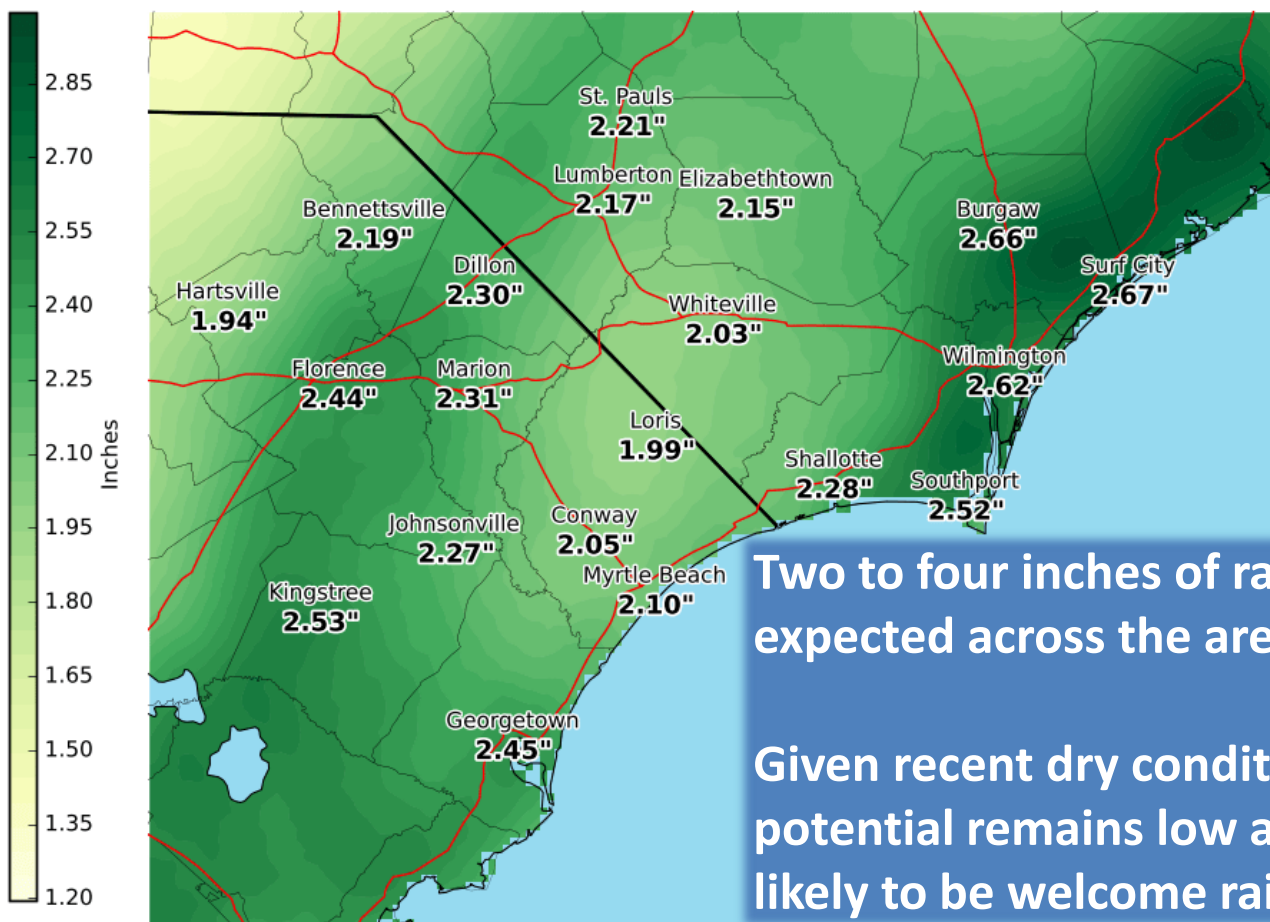 2.85
2.70
2.55
2.40
2.25
2.10
1.95
1.80
1.65
1.50
1.35
1.20
Inches
St. Pauls
2.21"
Lumberton
2.17"
Elizabethtown
2.15"
Bennettsville
2.19"
Burgaw
2.66"
Dillon
2.30"
Surf City
2.67"
Hartsville
1.94"
Whiteville
2.03"
Florence
2.44"
Marion
2.31"
Wilmington
2.62"
Loris
1.99"
Shallotte
2.28"
Southport
2.52"
Johnsonville
2.27"
Conway
2.05"
Myrtle Beach
2.10"
Kingstree
2.53"
Georgetown
2.45"
Two to four inches of ra
expected across the are
Given recent dry condit
potential remains low a
likely to be welcome rai